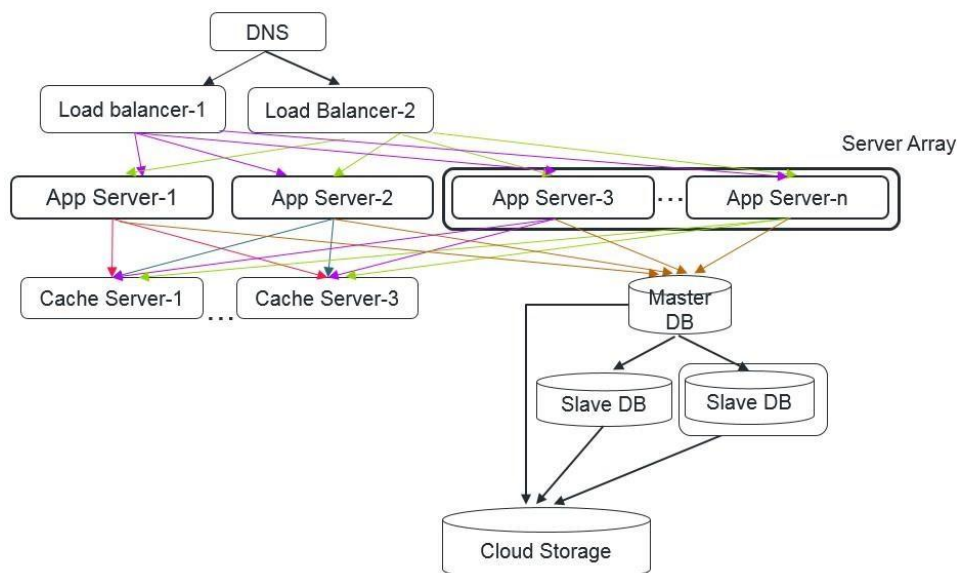 DNS
Load balancer-1
Load Balancer-2
Server Array
App Server-1
App Server-2
App Server-3
...
App Server-n
Cache Server-1
...
Cache Server-3
Master
DB
Slave DB
Slave DB
Cloud Storage